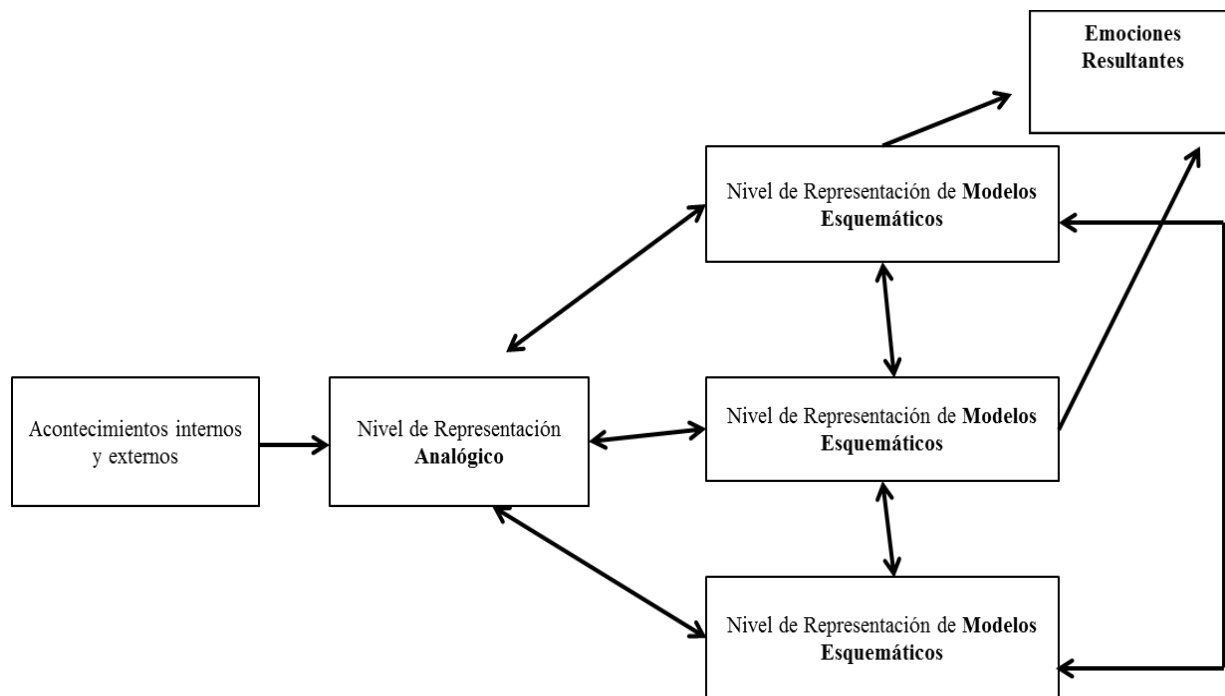 Emociones
Resultantes
Nivel de Representación de Modelos
Esquemáticos
Acontecimientos internos
y externos
Nivel de Representación
Analógico
Nivel de Representación de Modelos
Esquemáticos
Nivel de Representación de Modelos
Esquemáticos